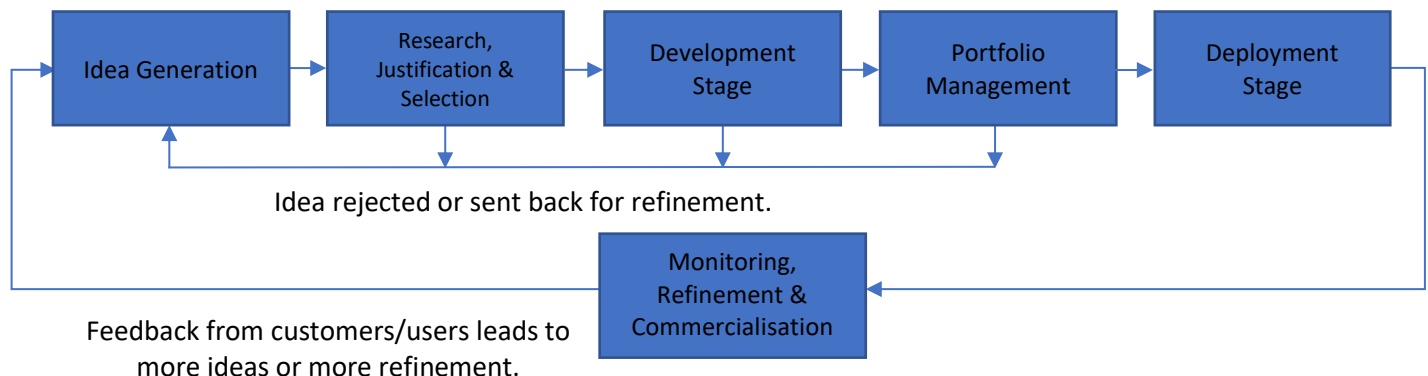 Idea Generation
Research,
Justification &
Selection
Development
Stage
Portfolio
Management
Deployment
Stage
Idea rejected or sent back for refinement.
Monitoring,
Refinement &
Commercialisation
Feedback from customers/users leads to
more ideas or more refinement.